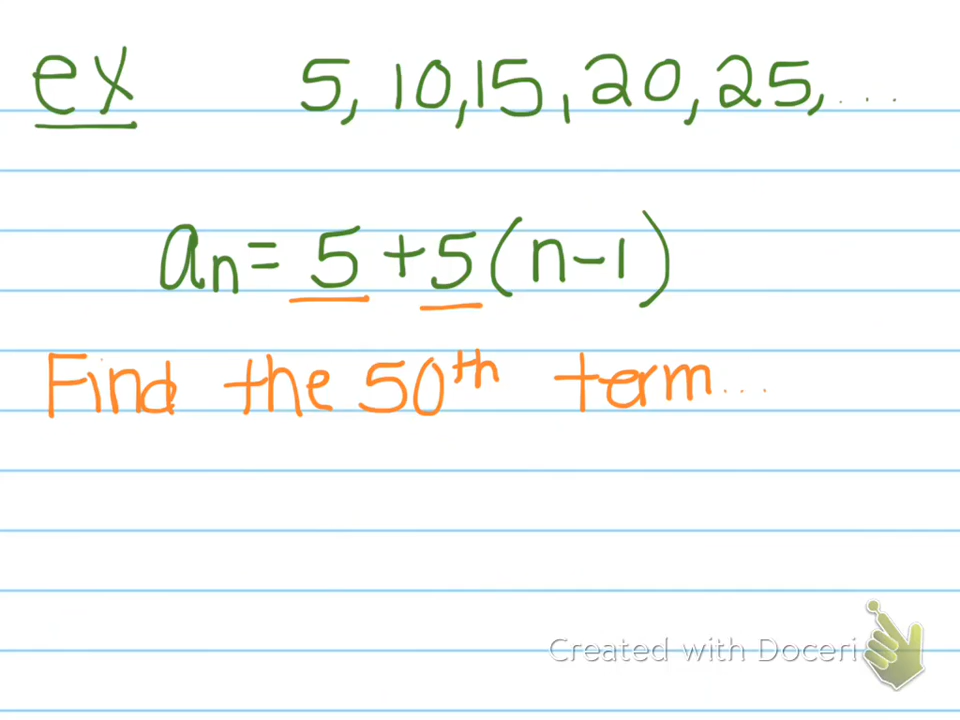 ex 5, 10, 15, 20, 25, ...
aₙ = 5 + 5(n-1)
Find the 50th term...
Created with Doceri